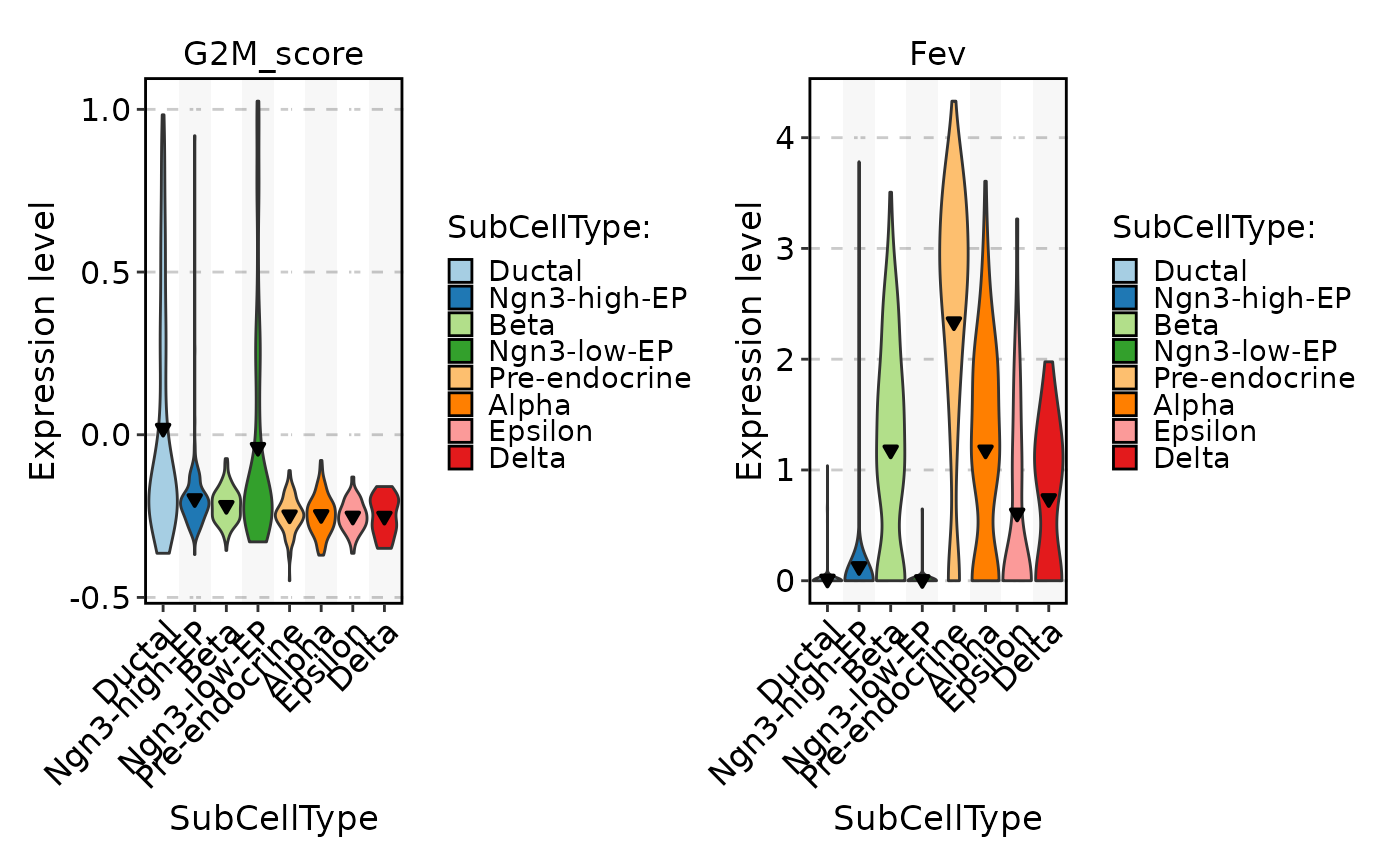 G2M_score
Expression level
1.0
0.5
0.0
-0.5
Ductal
Ngn3-high-EP
Beta
Ngn3-low-EP
Pre-endocrine
Alpha
Epsilon
Delta
SubCellType
SubCellType:
Ductal
Ngn3-high-EP
Beta
Ngn3-low-EP
Pre-endocrine
Alpha
Epsilon
Delta
Fev
Expression level
4
3
2
1
0
Ductal
Ngn3-high-EP
Beta
Ngn3-low-EP
Pre-endocrine
Alpha
Epsilon
Delta
SubCellType
SubCellType:
Ductal
Ngn3-high-EP
Beta
Ngn3-low-EP
Pre-endocrine
Alpha
Epsilon
Delta